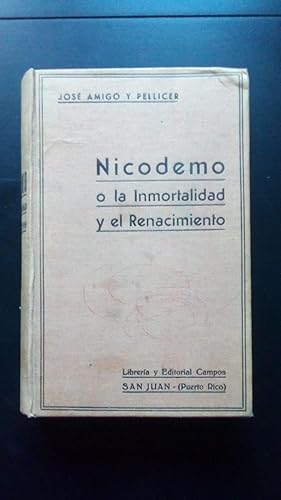 JOSÉ AMIGO Y PELLICER
Nicodemo
o la Inmortalidad
y el Renacimiento
Librería y Editorial Campos
SAN JUAN - (Puerto Rico)